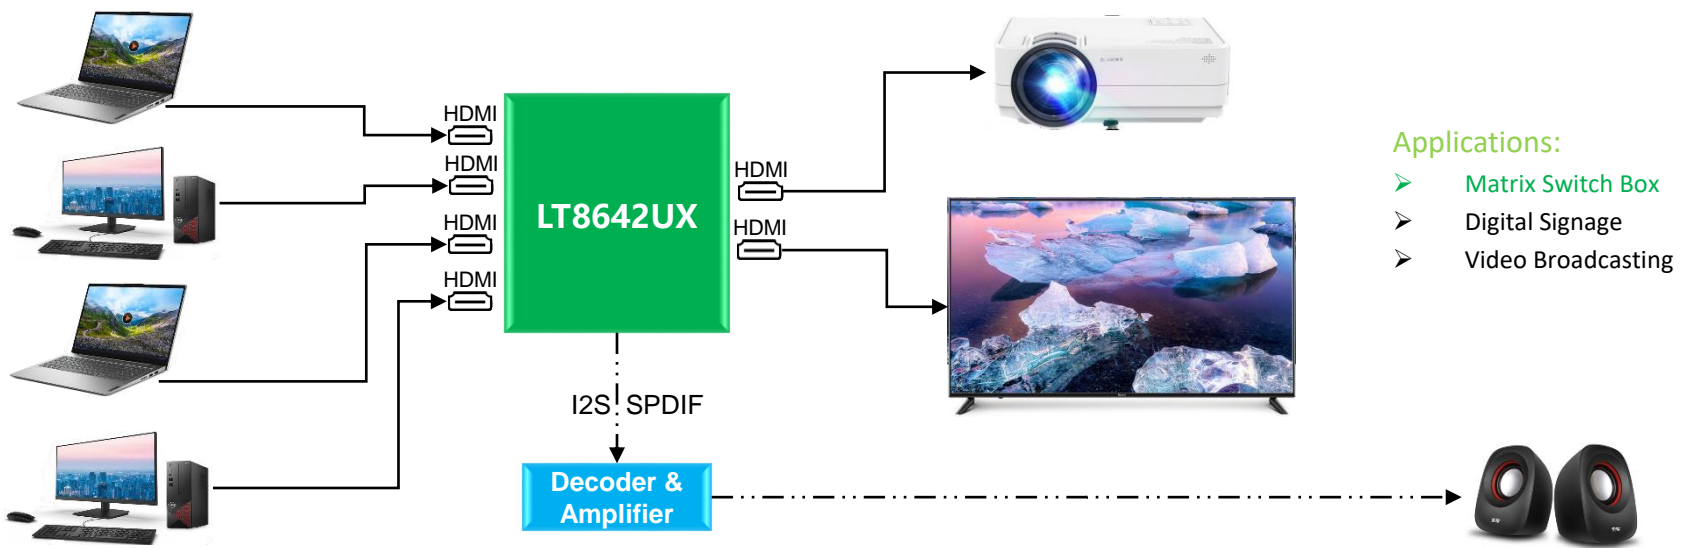 HDMI
HDMI
HDMI
HDMI
LT8642UX
HDMI
HDMI
I2S SPDIF
Decoder &
Amplifier
Applications:
➢ Matrix Switch Box
➢ Digital Signage
➢ Video Broadcasting